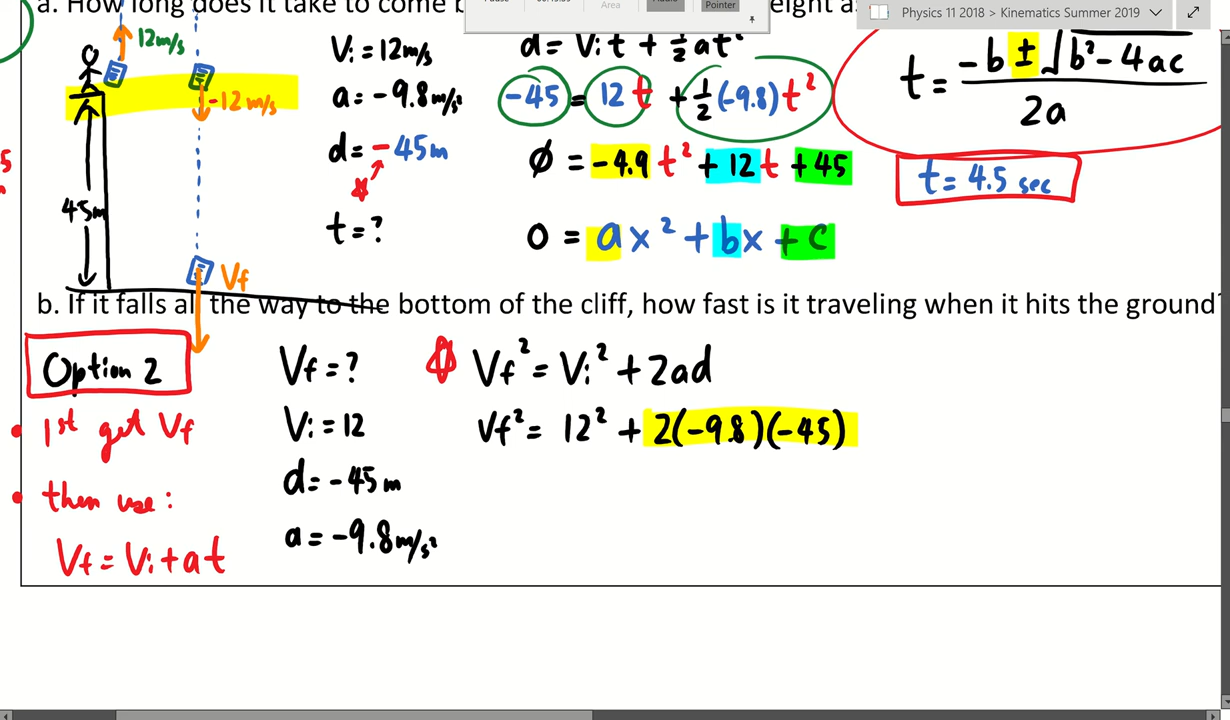 a. How long does it take to come b
eight a
Pause
Area
Pointer
Physics 11 2018 > Kinematics Summer 2019
12m/s
-12m/s
45m
Vf
5
Vi = 12m/s
a = -9.8m/s²
d = -45m
t = ?
d = Vit + ½at²
-45 = 12t + ½(-9.8)t²
∅ = -4.9t² + 12t + 45
0 = ax² + bx + c
t = -b ± √b² - 4ac
2a
t = 4.5 sec
b. If it falls all the way to the bottom of the cliff, how fast is it traveling when it hits the ground?
Option 2
• 1st get Vf
• then use:
Vf = Vi + at
Vf = ?
Vi = 12
d = -45m
a = -9.8m/s²
Vf² = Vi² + 2ad
Vf² = 12² + 2(-9.8)(-45)